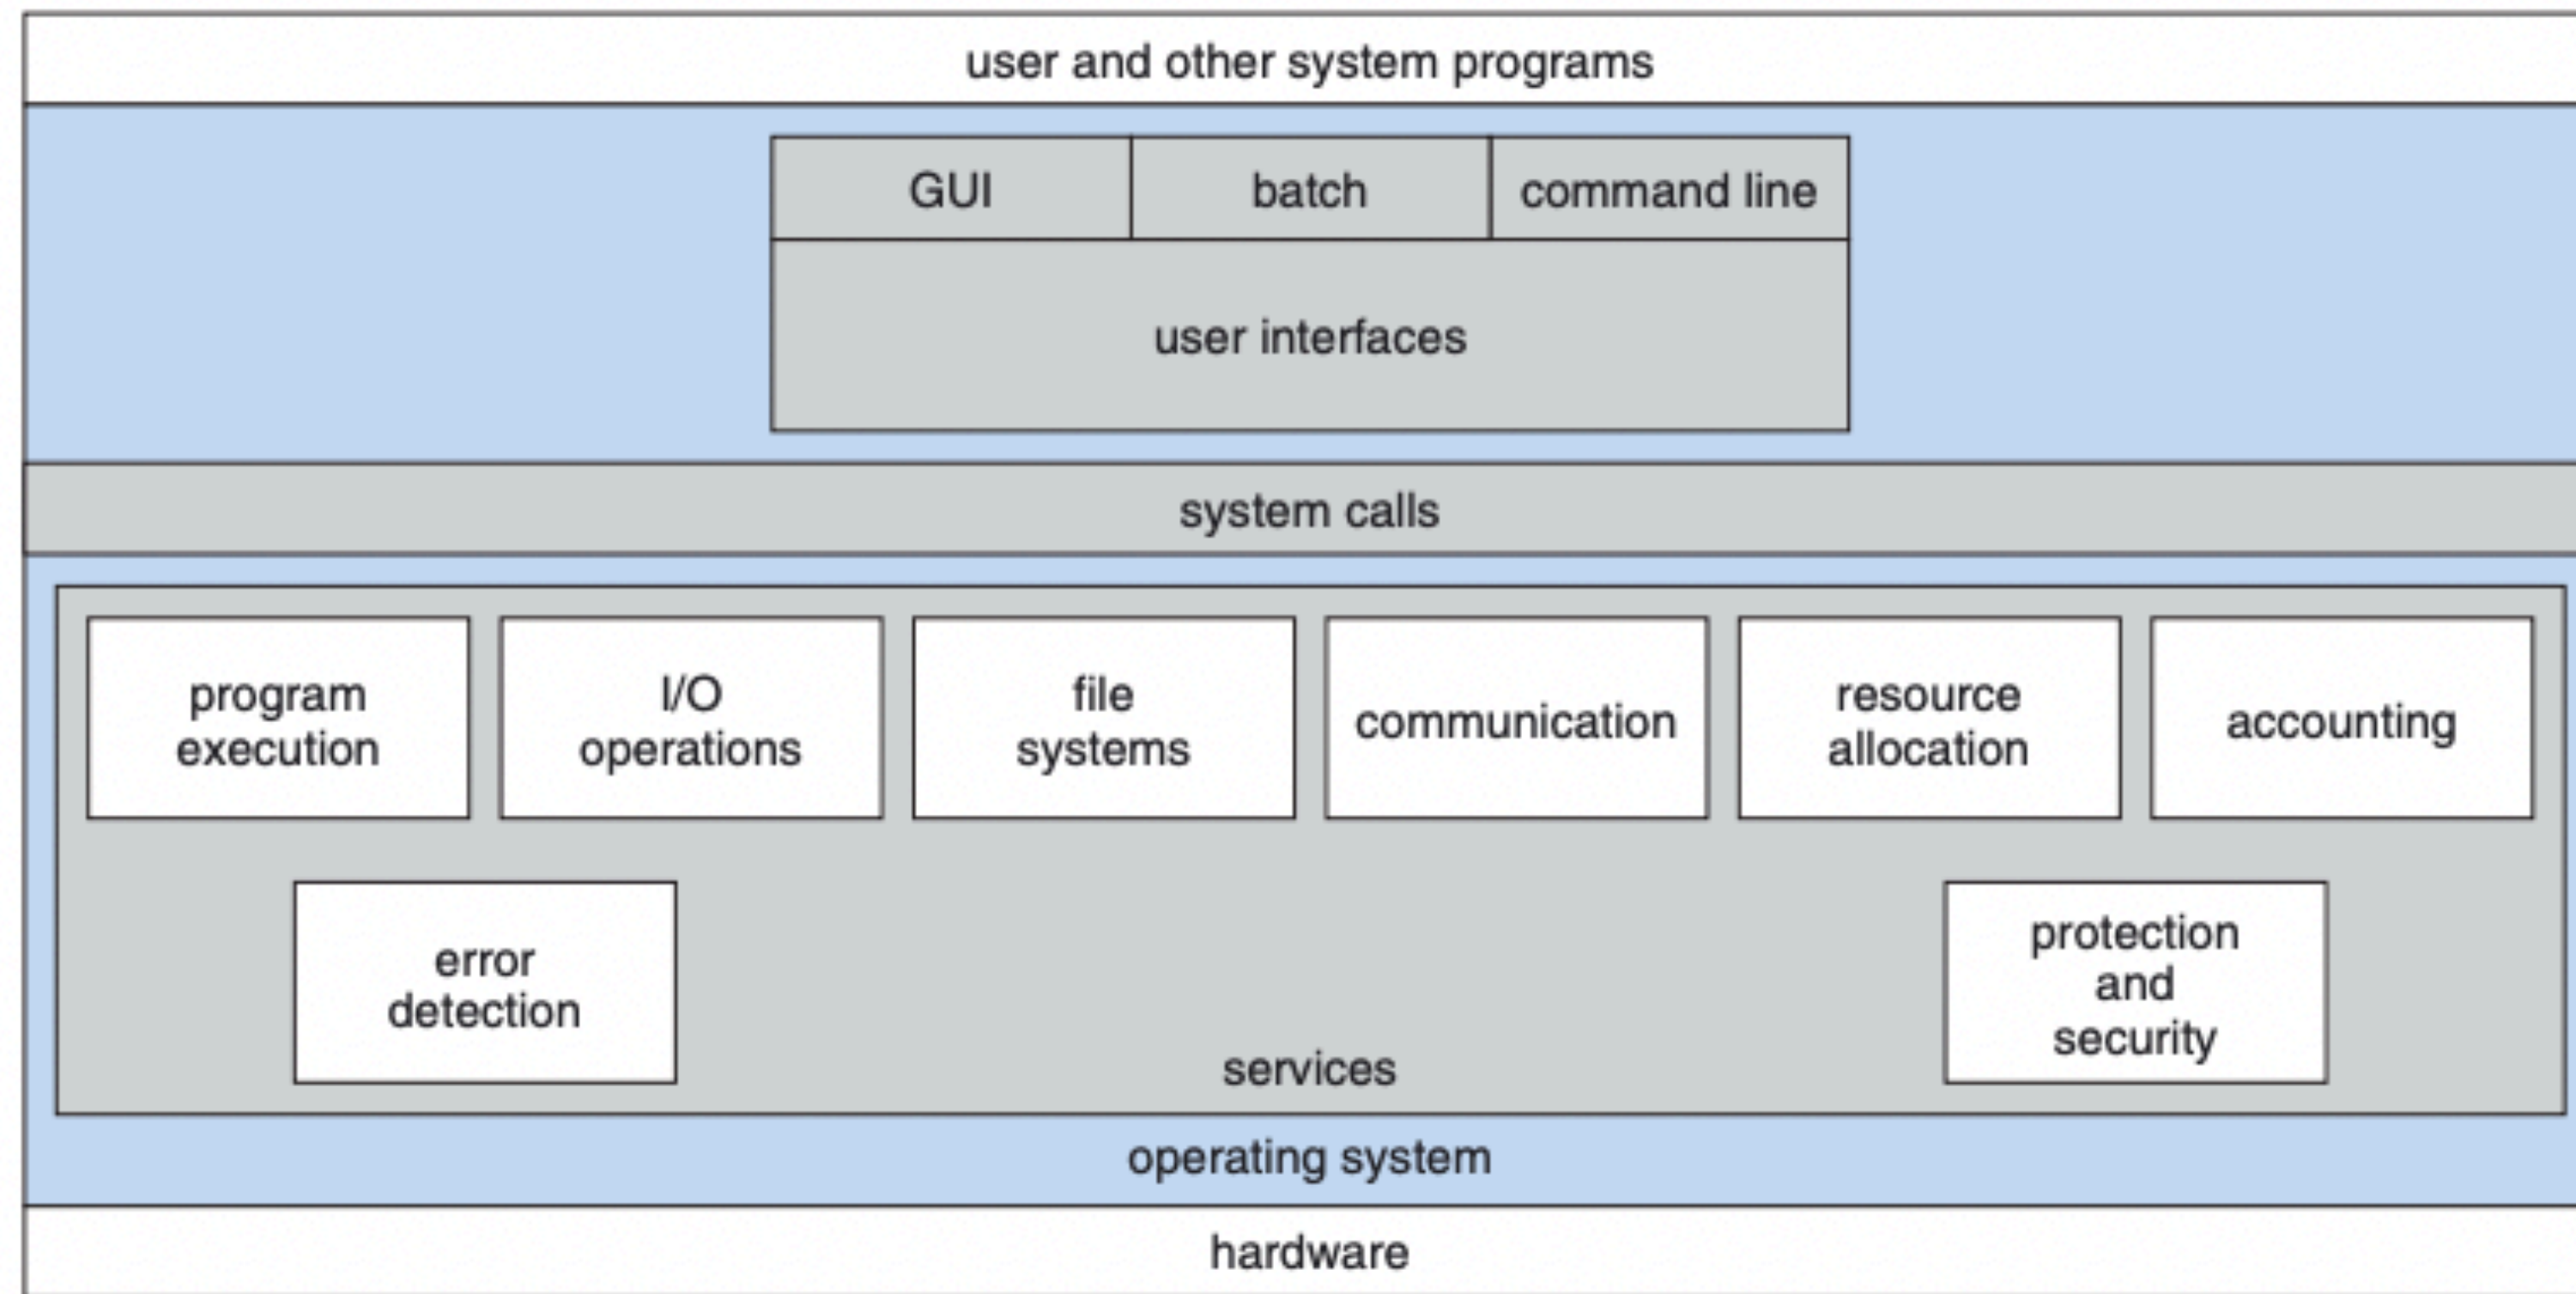 user and other system programs
GUI
batch
command line
user interfaces
system calls
program
execution
I/O
operations
file
systems
communication
resource
allocation
accounting
error
detection
protection
and
security
services
operating system
hardware